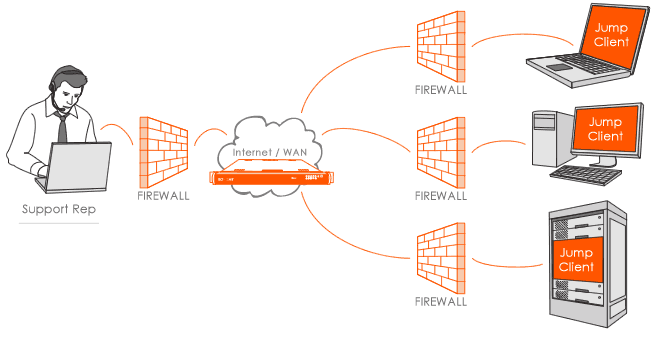 Support Rep
FIREWALL
Internet / WAN
FIREWALL
Jump
Client
FIREWALL
Jump
Client
FIREWALL
Jump
Client